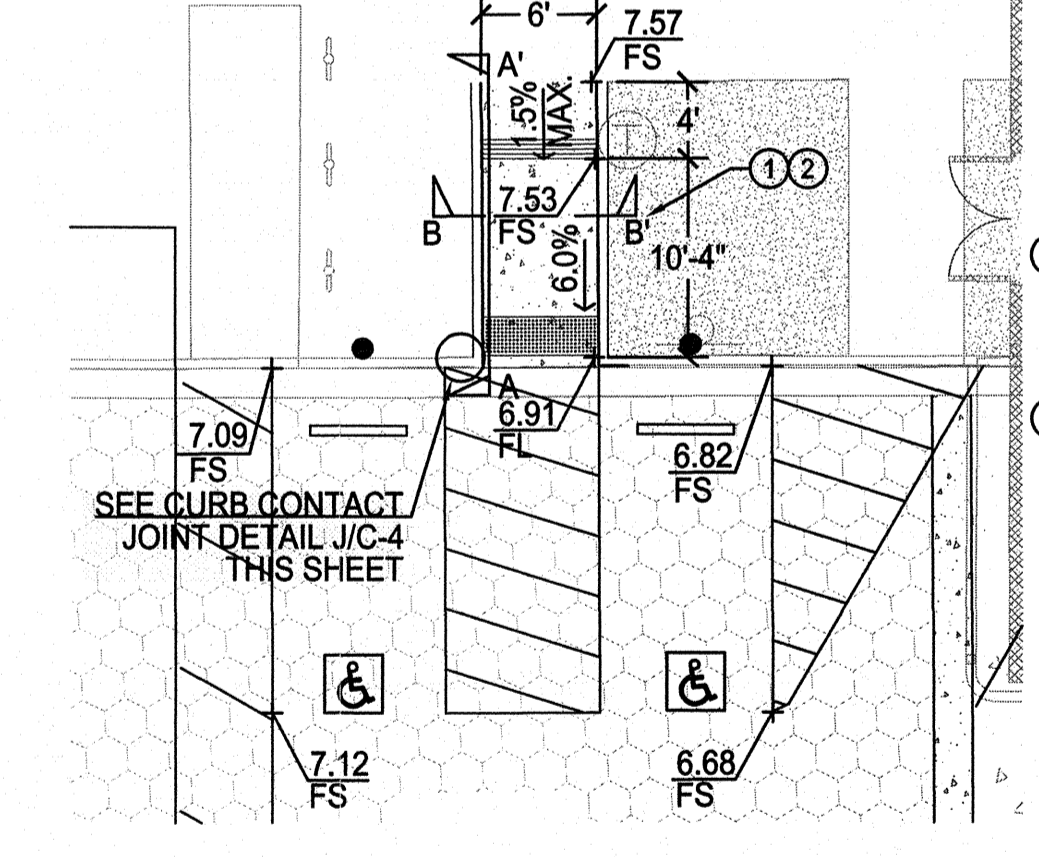 6'
7.57
FS
A'
1.5%
MAX.
4'
1 2
7.53
FS
B
B'
6.0%
10'-4"
A
6.91
FL
7.09
FS
6.82
FS
SEE CURB CONTACT
JOINT DETAIL J/C-4
THIS SHEET
7.12
FS
6.68
FS